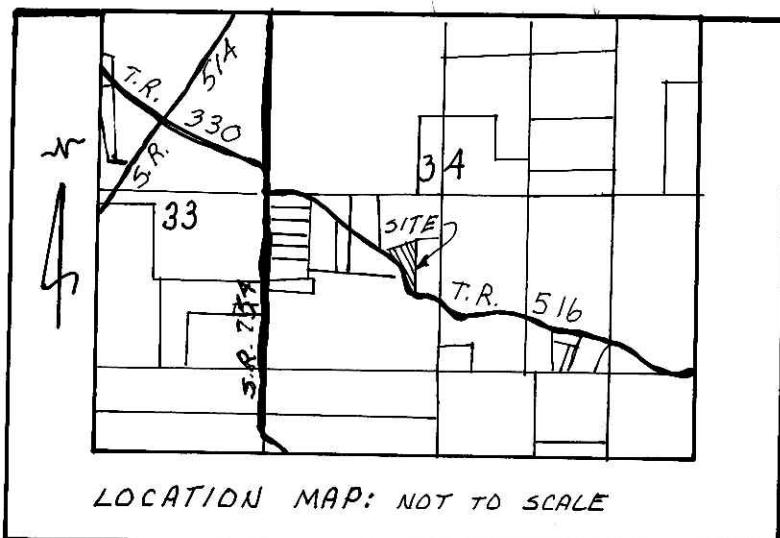 T.R. 330
S.R. 514
N
33
34
SITE
T.R. 516
S.R.
LOCATION MAP: NOT TO SCALE